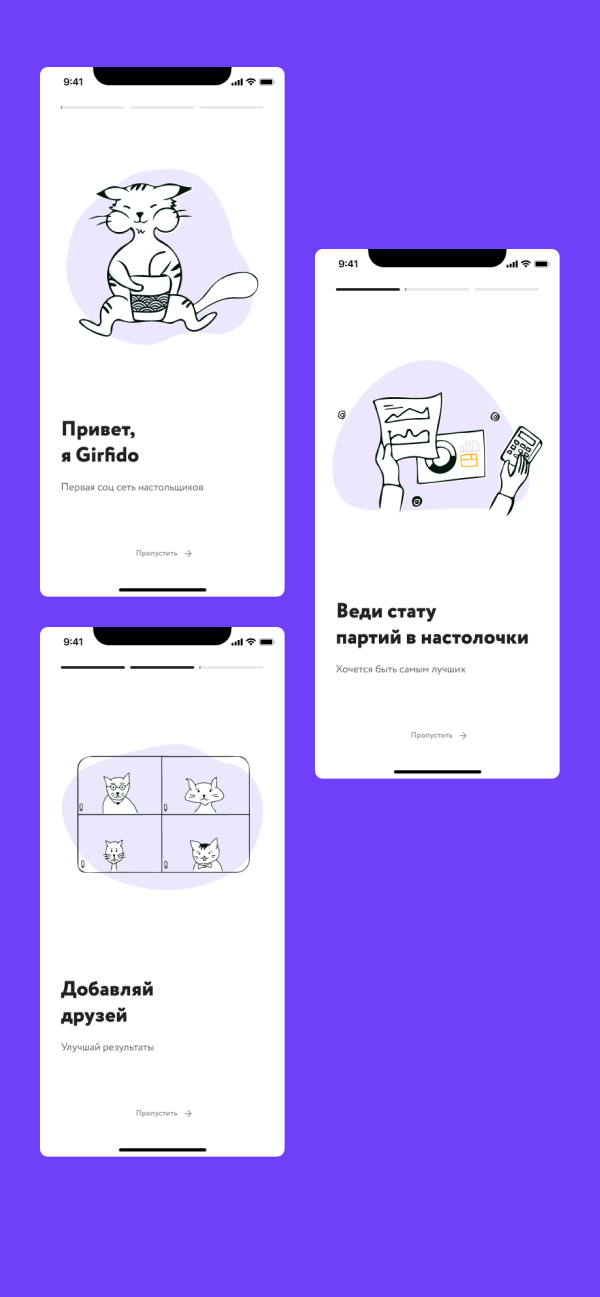 9:41
Привет,
я Girfido
Первая соц сеть настольщиков
Пропустить
9:41
Веди стату
партий в настолочки
Хочется быть самым лучших
Пропустить
9:41
Добавляй
друзей
Улучшай результаты
Пропустить